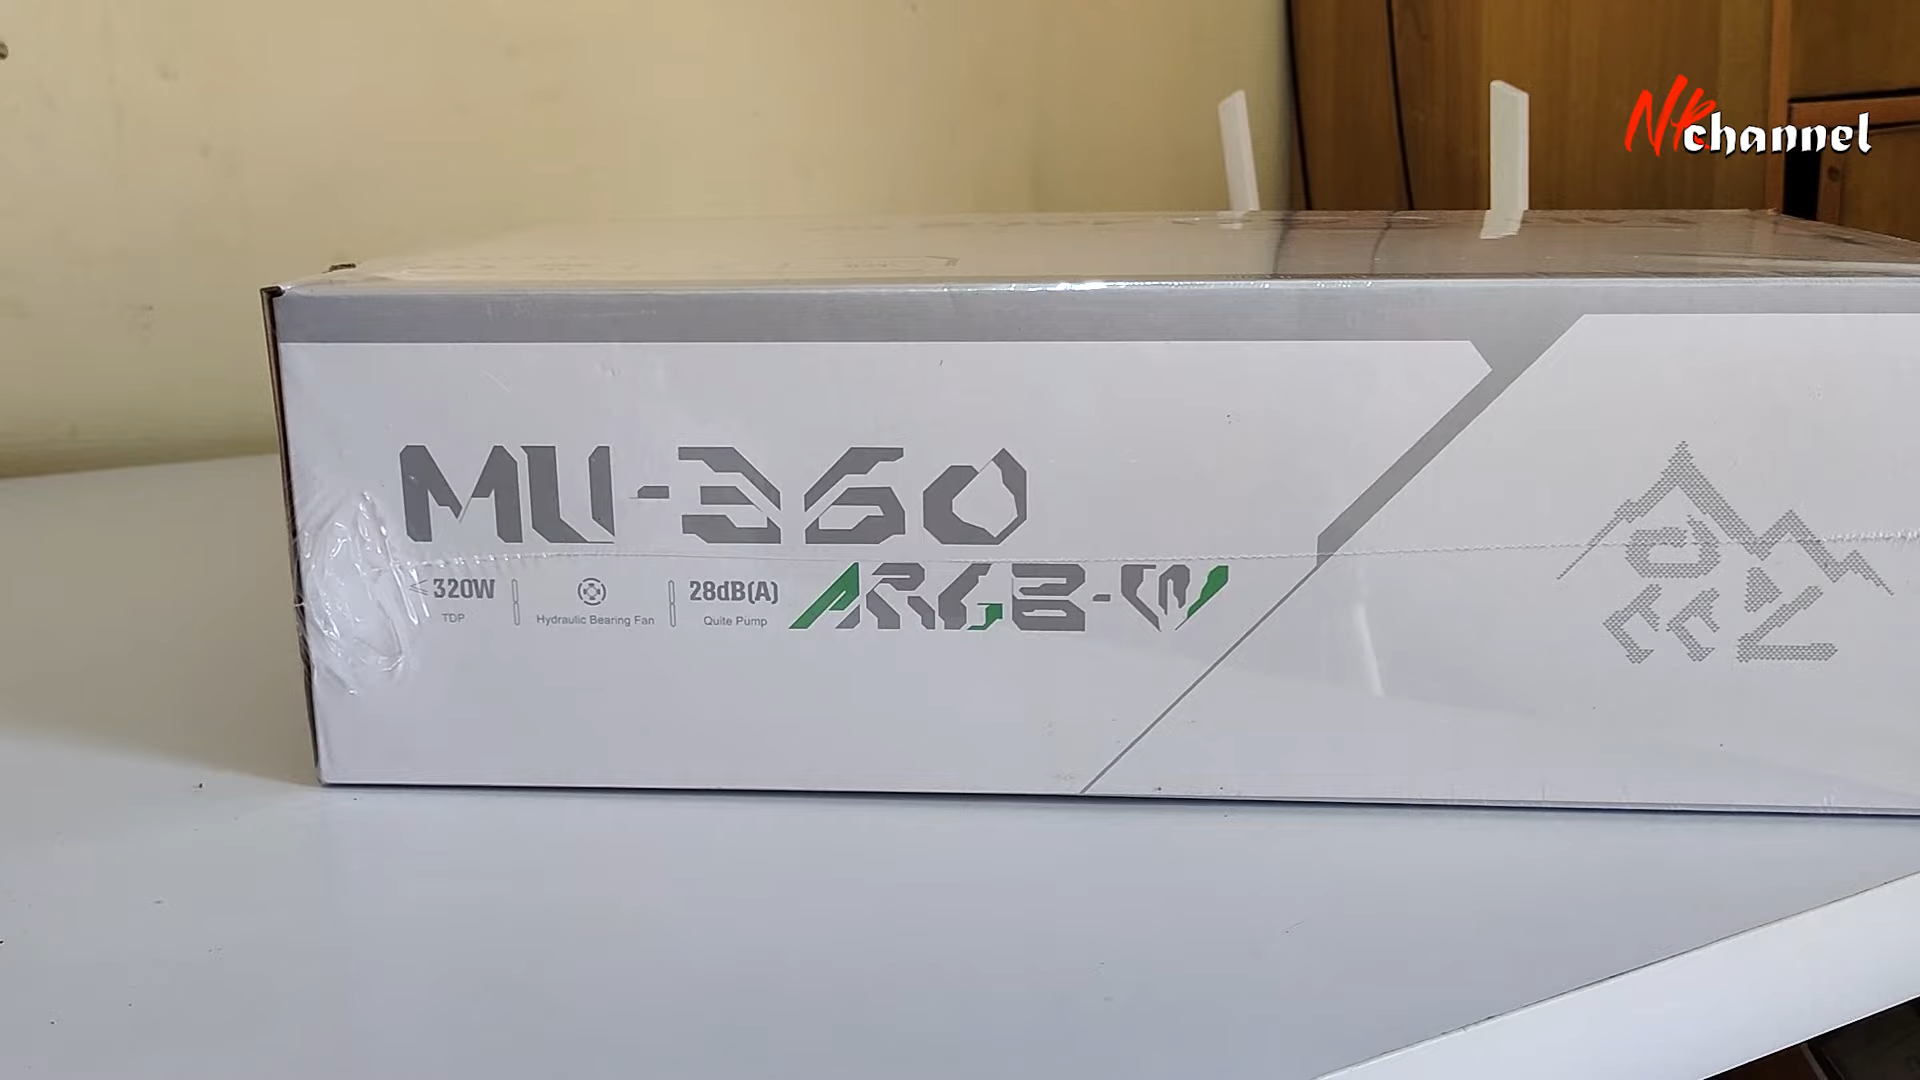 Nk channel
MU-360
≤ 320W
TDP
Hydraulic Bearing Fan
28dB(A)
Quite Pump
ARGB-W